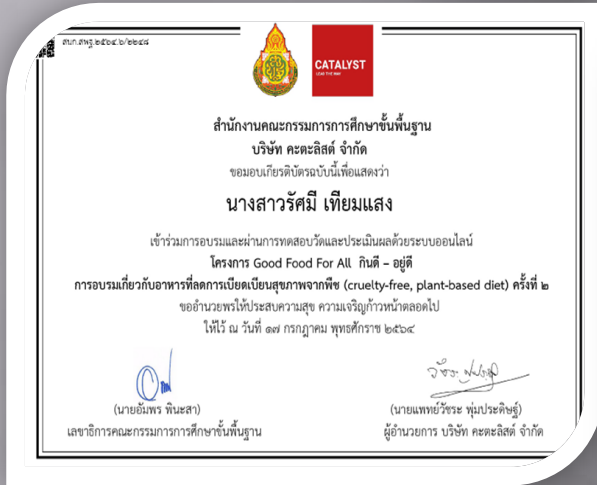 สนก.สพฐ.๒๕๖๔.๖/๒๒๔๘
CATALYST
LEAD THE WAY
สำนักงานคณะกรรมการการศึกษาขั้นพื้นฐาน
บริษัท คะตะลิสต์ จำกัด
ขอมอบเกียรติบัตรฉบับนี้เพื่อแสดงว่า
นางสาวรัศมี เทียมแสง
เข้าร่วมการอบรมและผ่านการทดสอบวัดและประเมินผลด้วยระบบออนไลน์
โครงการ Good Food For All กินดี – อยู่ดี
การอบรมเกี่ยวกับอาหารที่ลดการเบียดเบียนสุขภาพจากพืช (cruelty-free, plant-based diet) ครั้งที่ ๒
ขออำนวยพรให้ประสบความสุข ความเจริญก้าวหน้าตลอดไป
ให้ไว้ ณ วันที่ ๑๗ กรกฎาคม พุทธศักราช ๒๕๖๔
(นายอัมพร พินะสา)
เลขาธิการคณะกรรมการการศึกษาขั้นพื้นฐาน
(นายแพทย์วัชระ พุ่มประดิษฐ์)
ผู้อำนวยการ บริษัท คะตะลิสต์ จำกัด